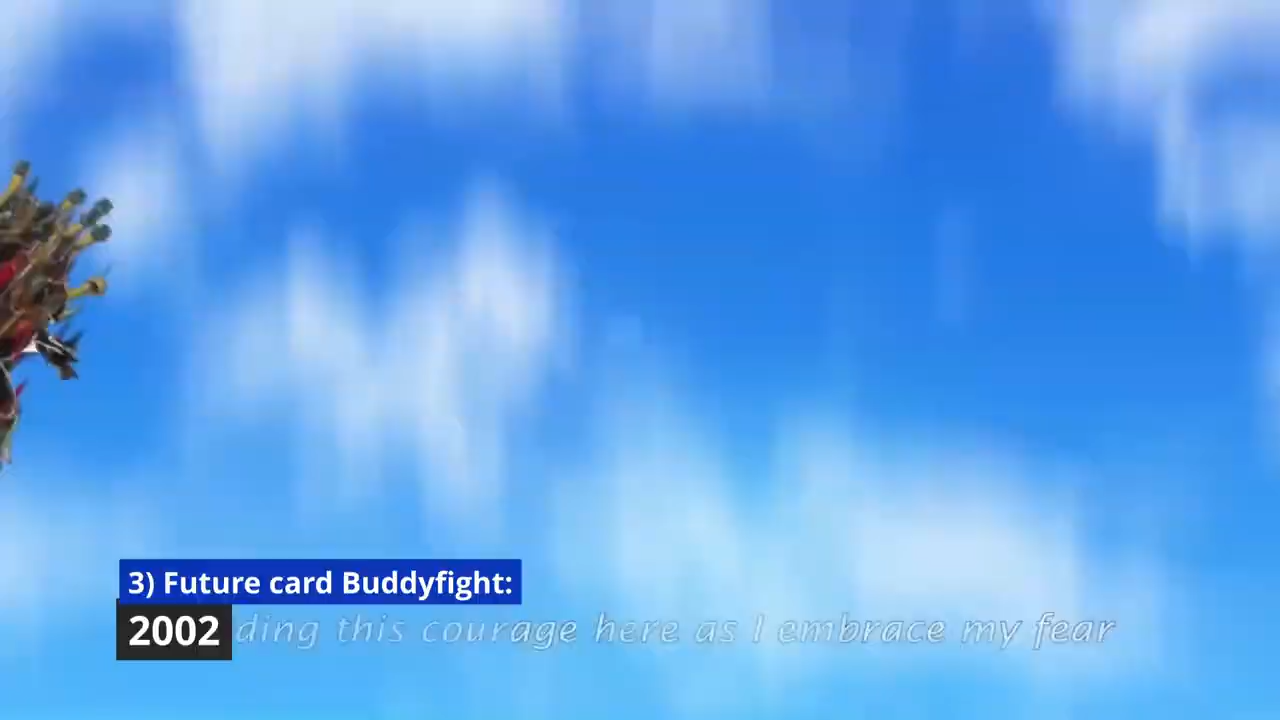 3) Future card Buddyfight:
2002
ding this courage here as I embrace my fear